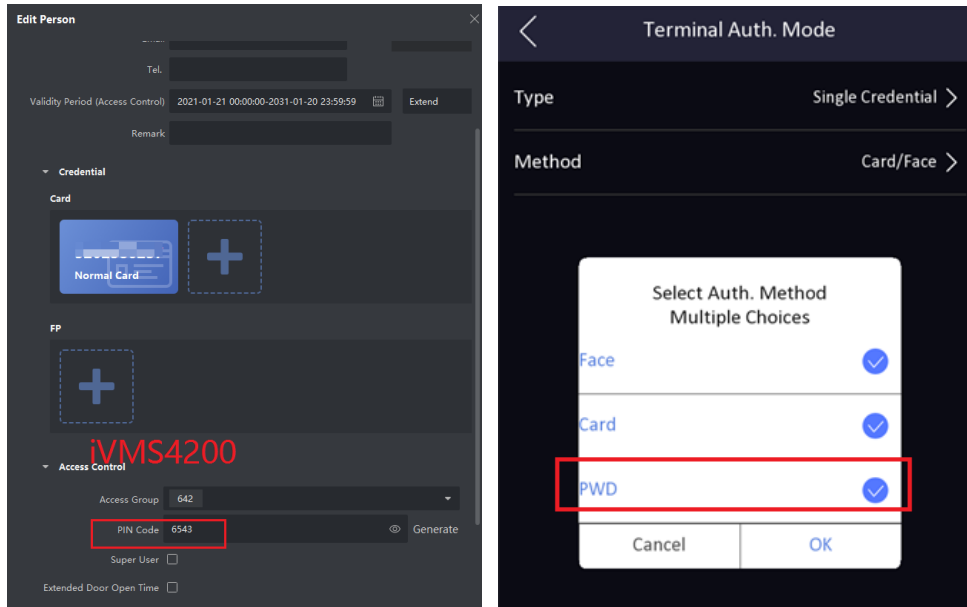 Edit Person
Tel.
Validity Period (Access Control) 2021-01-21 00:00:00-2031-01-20 23:59:59 Extend
Remark
Credential
Card
Normal Card
FP
iVMS4200
Access Control
Access Group 642
PIN Code 6543 Generate
Super User
Extended Door Open Time
Terminal Auth. Mode
Type Single Credential
Method Card/Face
Select Auth. Method
Multiple Choices
Face
Card
PWD
Cancel OK